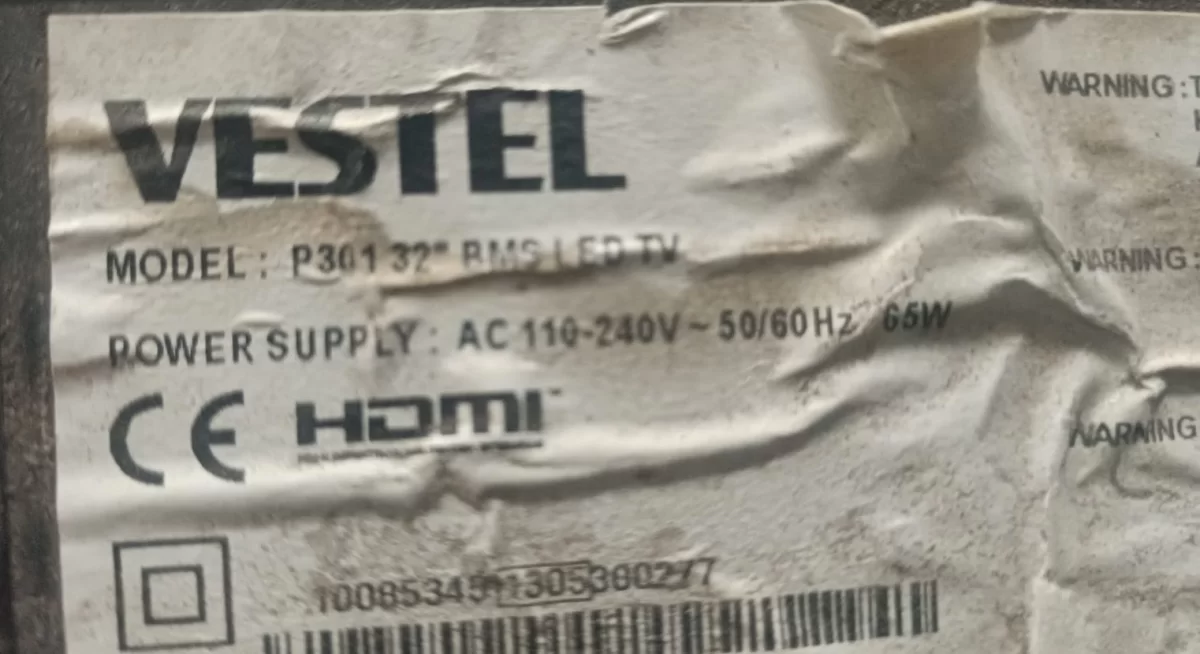 VESTEL
MODEL : P301 32" BMS LED TV
POWER SUPPLY : AC 110-240V ~ 50/60Hz 65W
CE HDMI
WARNING :T
WARNING :
WARNING